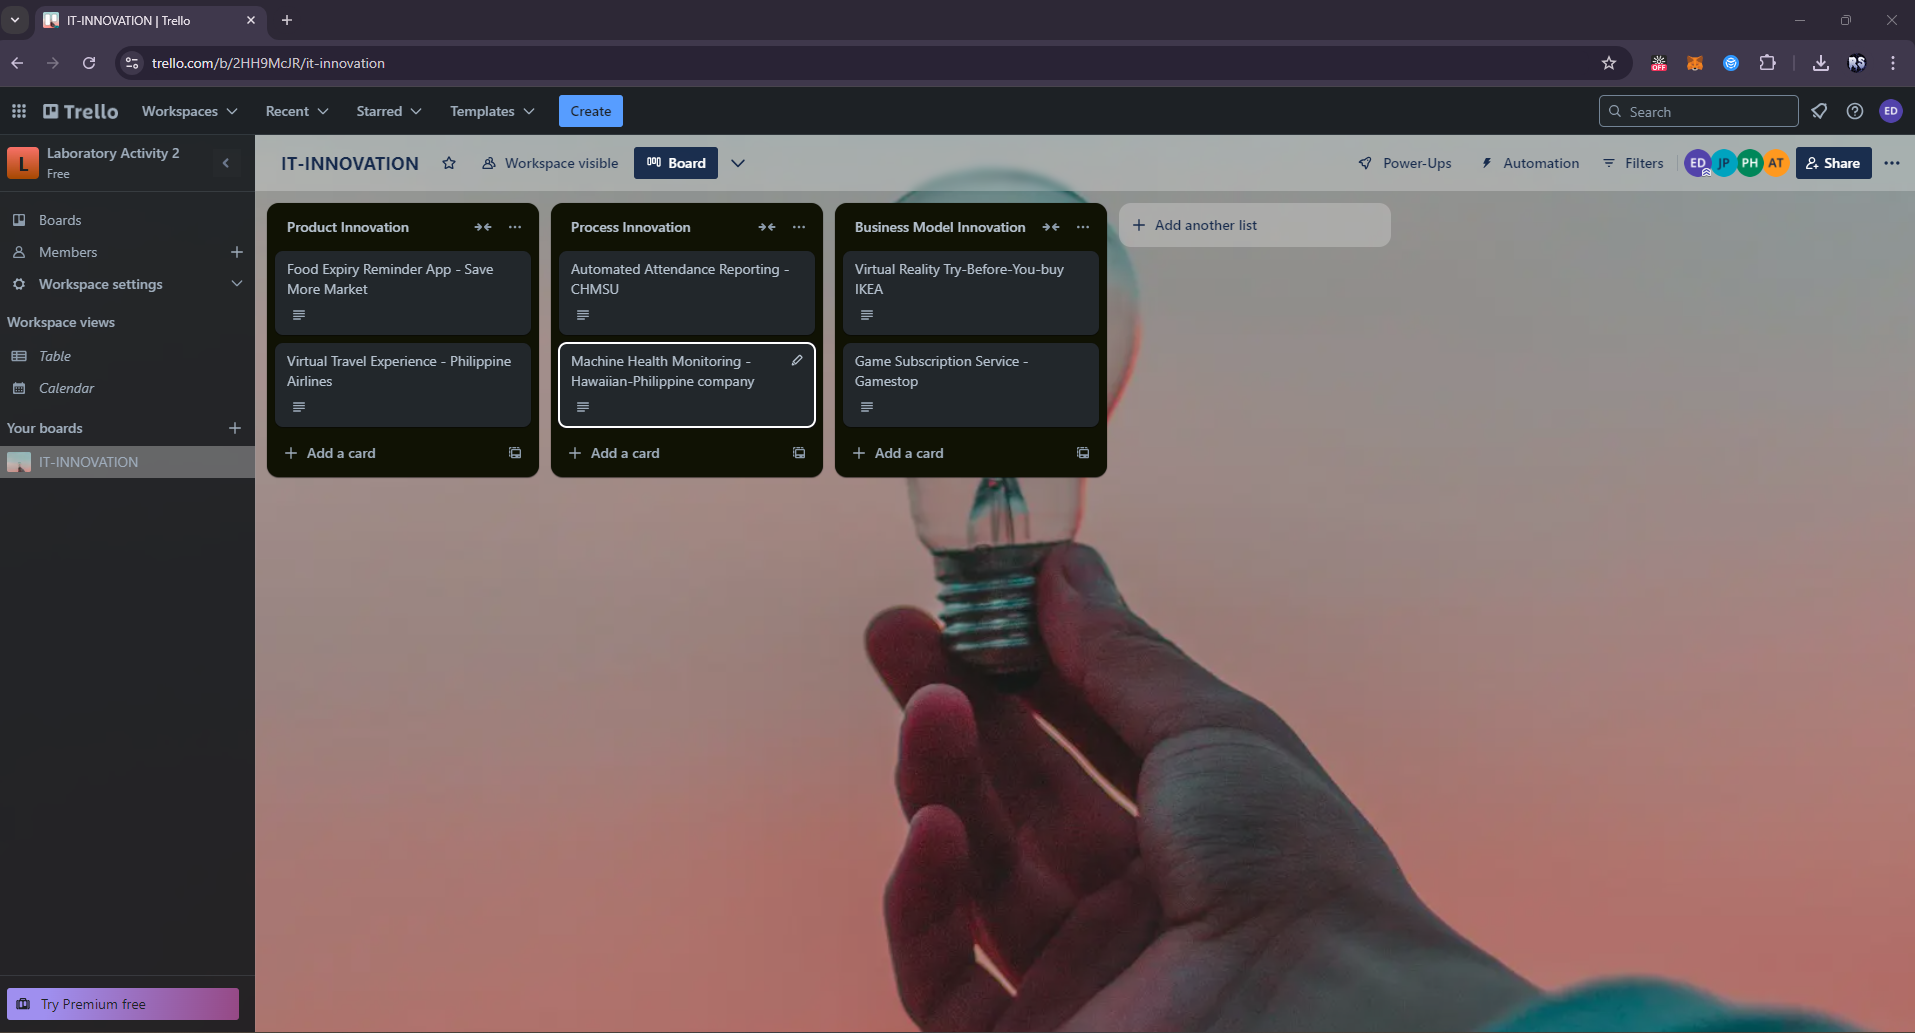 IT-INNOVATION | Trello
trello.com/b/2HH9McJR/it-innovation
OFF
RS
Trello
Workspaces
Recent
Starred
Templates
Create
Search
ED
L
Laboratory Activity 2
Free
IT-INNOVATION
Workspace visible
Board
Power-Ups
Automation
Filters
ED
JP
PH
AT
Share
Boards
Members
Workspace settings
Workspace views
Table
Calendar
Your boards
IT-INNOVATION
Try Premium free
Product Innovation
Food Expiry Reminder App - Save
More Market
Virtual Travel Experience - Philippine
Airlines
Add a card
Process Innovation
Automated Attendance Reporting -
CHMSU
Machine Health Monitoring -
Hawaiian-Philippine company
Add a card
Business Model Innovation
Virtual Reality Try-Before-You-buy
IKEA
Game Subscription Service -
Gamestop
Add a card
Add another list